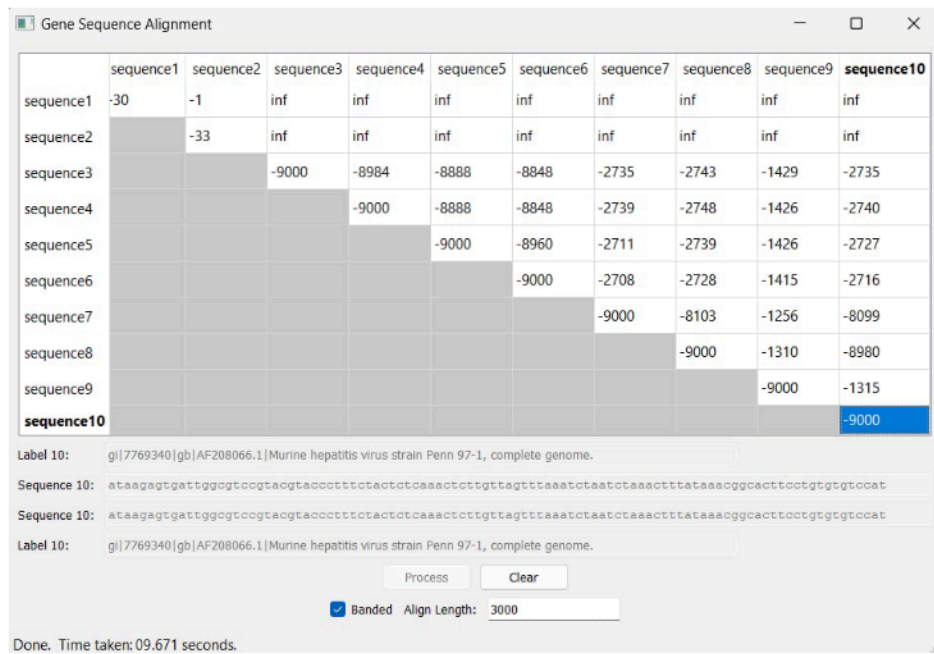 Gene Sequence Alignment
sequence1 sequence2 sequence3 sequence4 sequence5 sequence6 sequence7 sequence8 sequence9 sequence10
sequence1 -30 -1 inf inf inf inf inf inf inf inf
sequence2 -33 inf inf inf inf inf inf inf inf
sequence3 -9000 -8984 -8888 -8848 -2735 -2743 -1429 -2735
sequence4 -9000 -8888 -8848 -2739 -2748 -1426 -2740
sequence5 -9000 -8960 -2711 -2739 -1426 -2727
sequence6 -9000 -2708 -2728 -1415 -2716
sequence7 -9000 -8103 -1256 -8099
sequence8 -9000 -1310 -8980
sequence9 -9000 -1315
sequence10 -9000
Label 10: gi|7769340|gb|AF208066.1|Murine hepatitis virus strain Penn 97-1, complete genome.
Sequence 10: ataagagtgattggcgtccgtacgtaccctttctactctcaaactcttgttagtttaaatctaatctaaactttataaacggcacttcctgtgtgtccat
Sequence 10: ataagagtgattggcgtccgtacgtaccctttctactctcaaactcttgttagtttaaatctaatctaaactttataaacggcacttcctgtgtgtccat
Label 10: gi|7769340|gb|AF208066.1|Murine hepatitis virus strain Penn 97-1, complete genome.
Process Clear
Banded Align Length: 3000
Done. Time taken: 09.671 seconds.